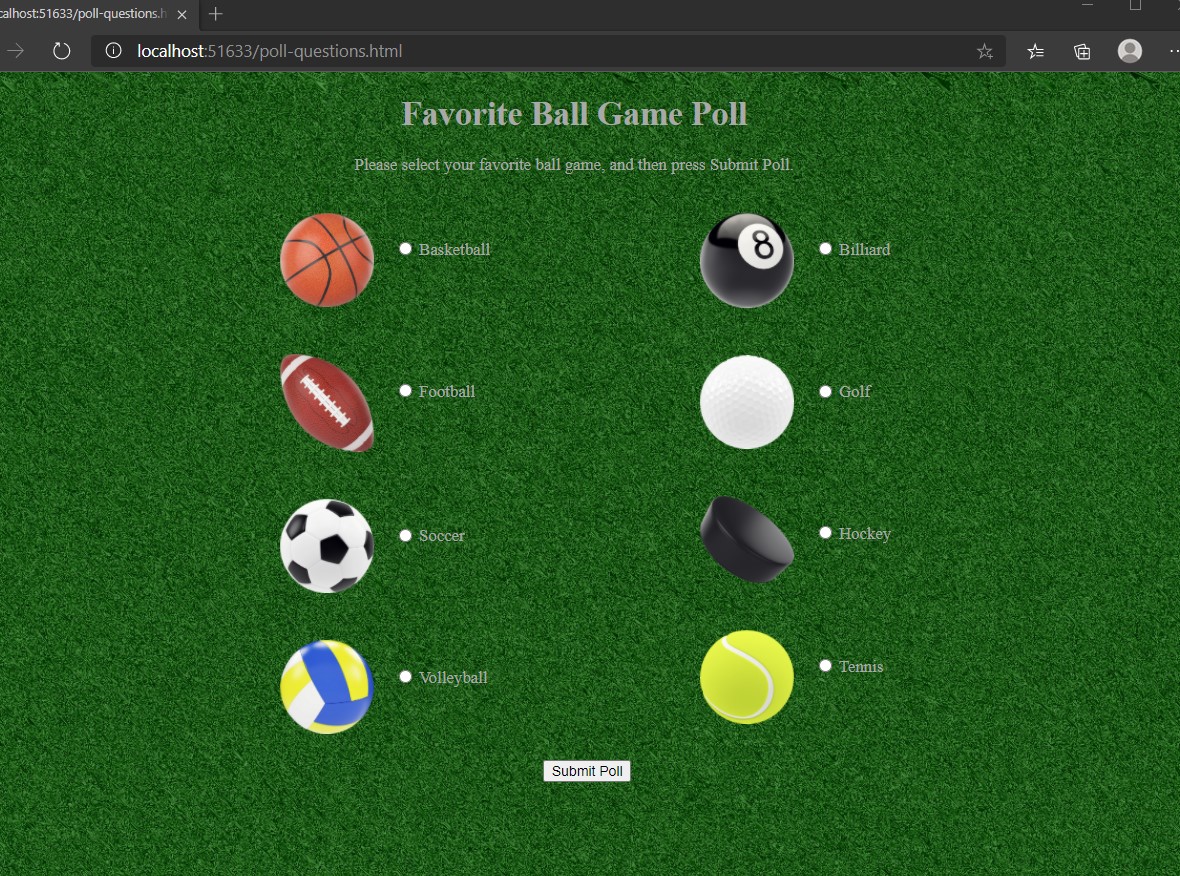 calhost:51633/poll-questions.h
localhost:51633/poll-questions.html
Favorite Ball Game Poll
Please select your favorite ball game, and then press Submit Poll.
Basketball
8
Billiard
Football
Golf
Soccer
Hockey
Volleyball
Tennis
Submit Poll